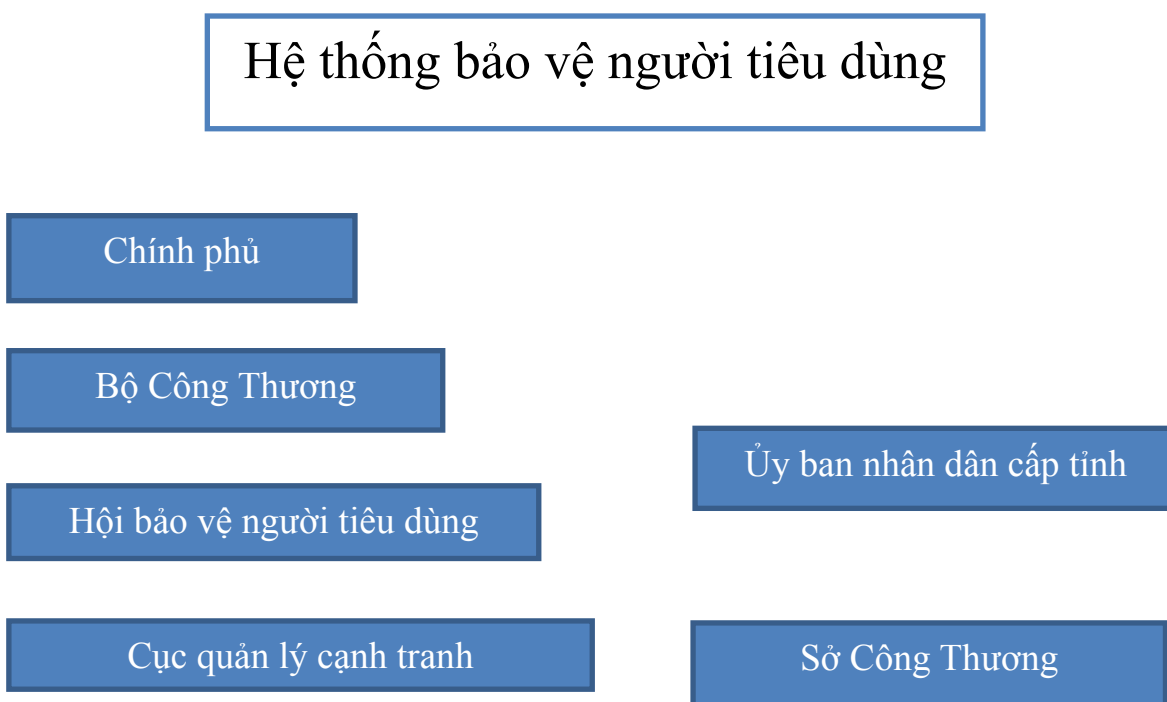 Hệ thống bảo vệ người tiêu dùng
Chính phủ
Bộ Công Thương
Ủy ban nhân dân cấp tỉnh
Hội bảo vệ người tiêu dùng
Cục quản lý cạnh tranh
Sở Công Thương